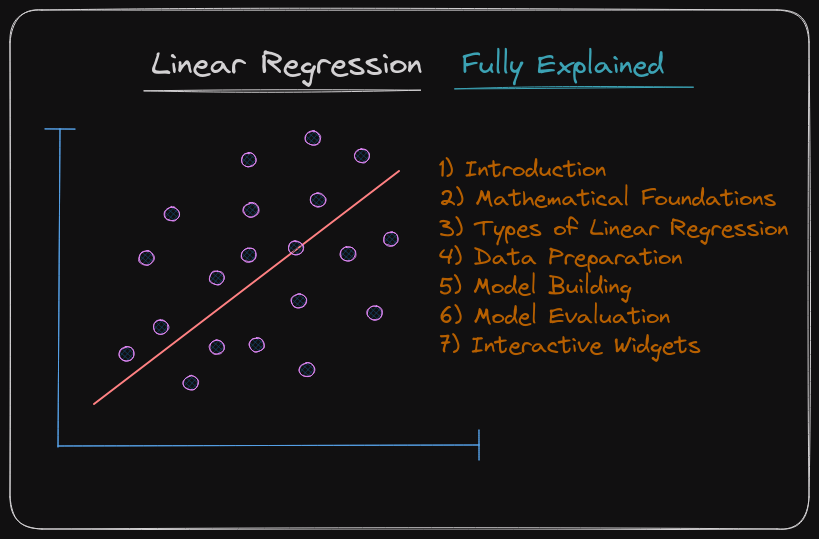 Linear Regression Fully Explained
1) Introduction
2) Mathematical Foundations
3) Types of Linear Regression
4) Data Preparation
5) Model Building
6) Model Evaluation
7) Interactive Widgets